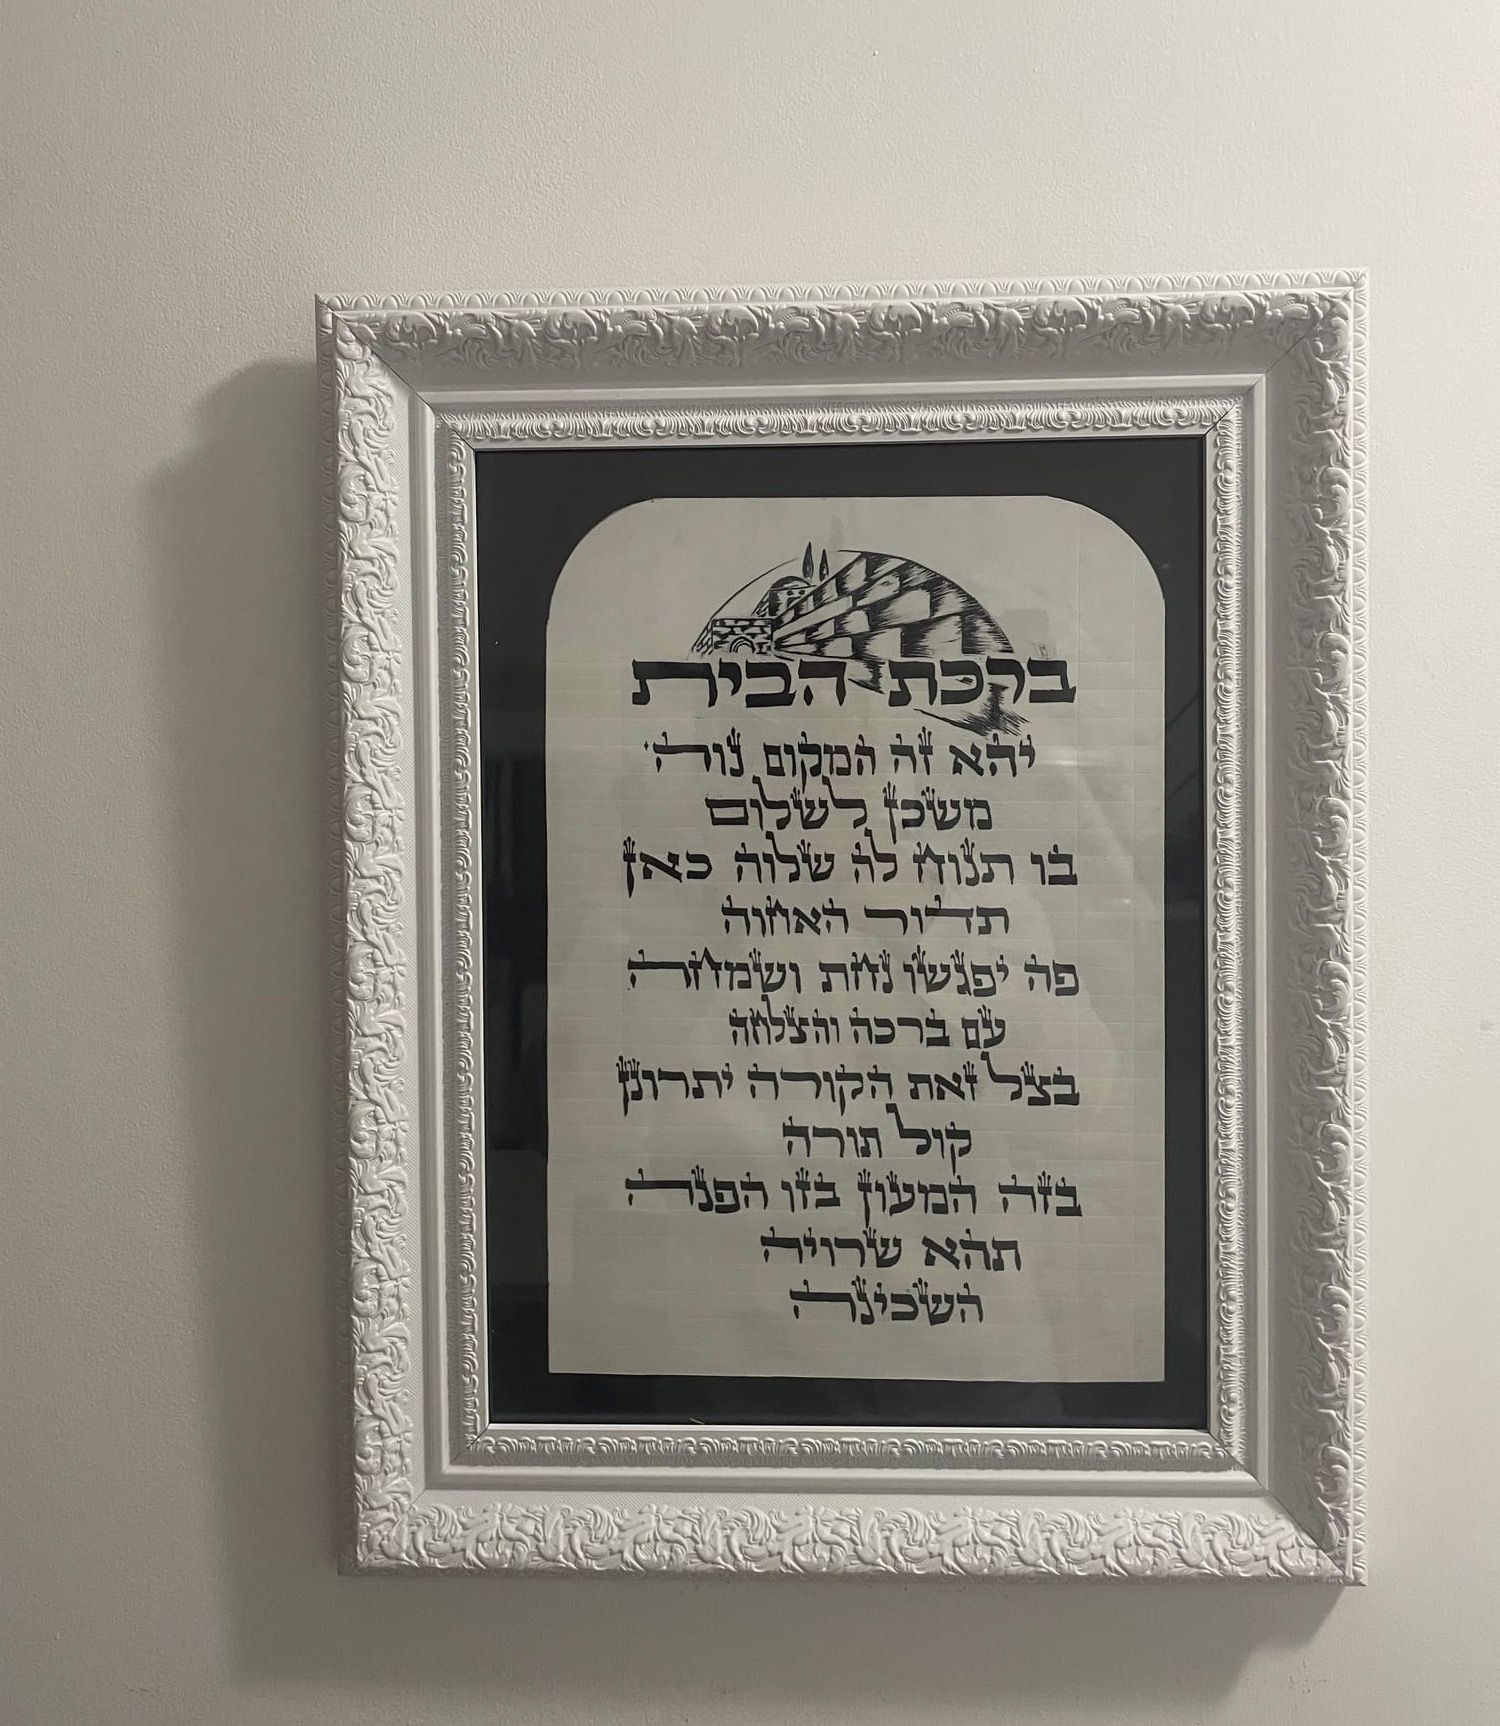 ברכת הבית
יהא זה המקום נוה
משכן לשלום
בו תנוח לה שלוה כאן
תדור האחוה
פה יפגשו נחת ושמחה
עם ברכה והצלחה
בצל זאת הקורה יתרונן
קול תורה
בזה המעון בזו הפנה
תהא שרויה
השכינה